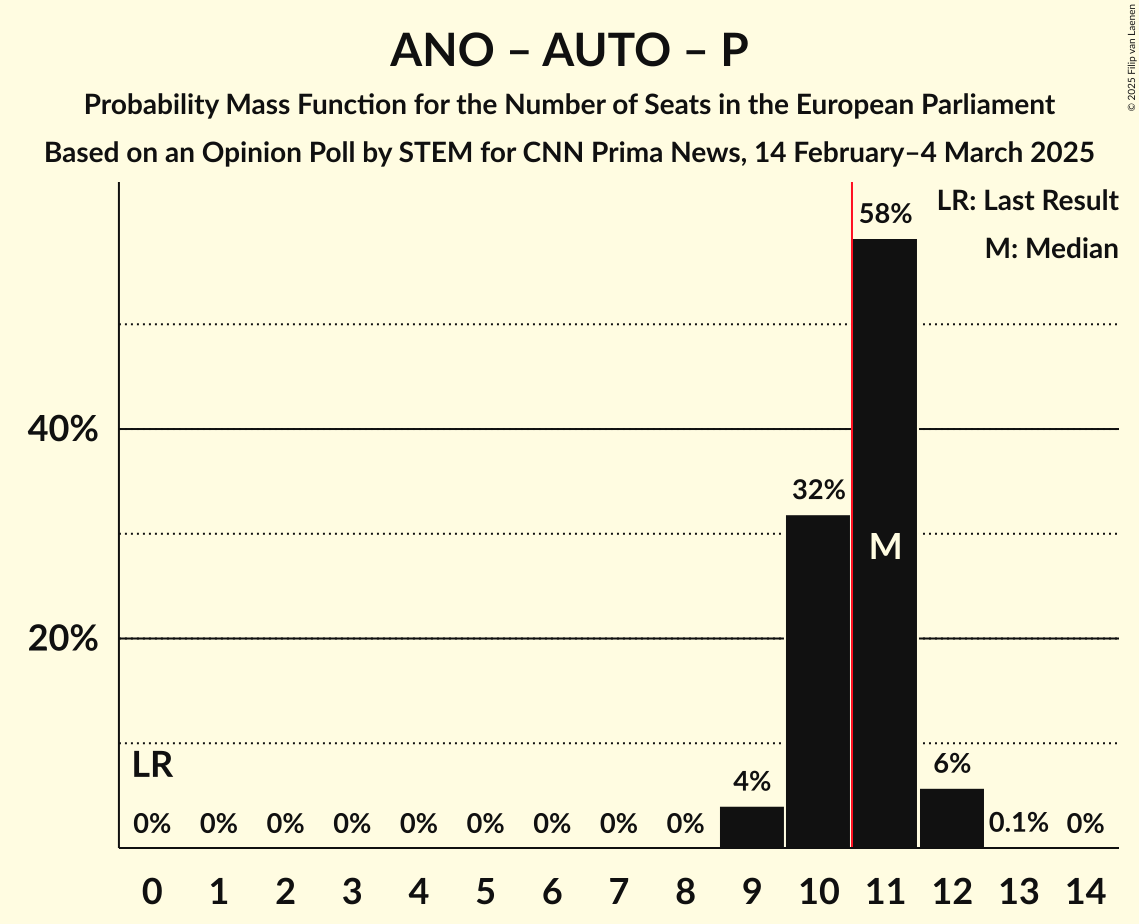 ANO – AUTO – P
Probability Mass Function for the Number of Seats in the European Parliament
Based on an Opinion Poll by STEM for CNN Prima News, 14 February–4 March 2025
© 2025 Filip van Laenen
LR: Last Result
M: Median
58%
40%
32%
M
20%
LR
6%
4%
0% 0% 0% 0% 0% 0% 0% 0% 0% 0.1% 0%
0 1 2 3 4 5 6 7 8 9 10 11 12 13 14